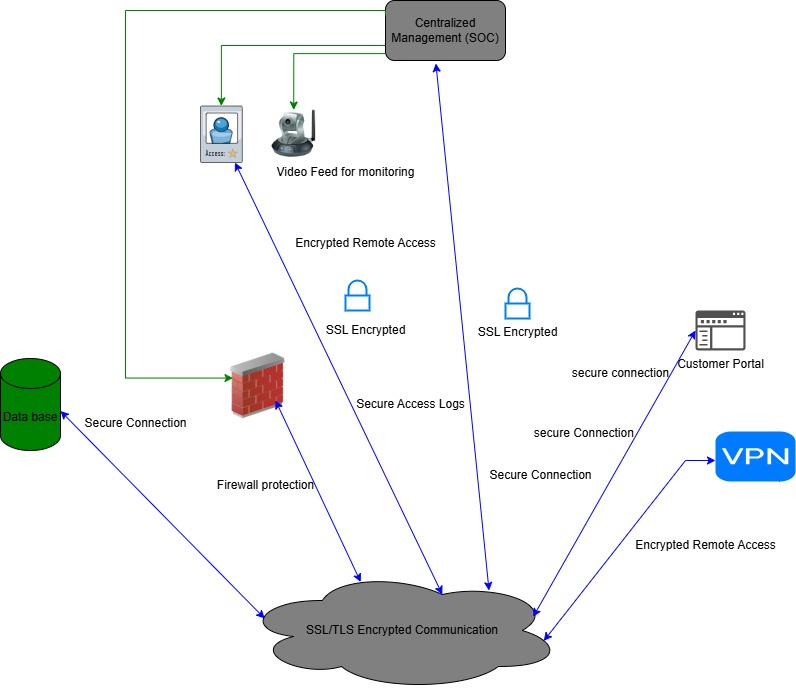 Centralized
Management (SOC)
Access:
Video Feed for monitoring
Encrypted Remote Access
SSL Encrypted
SSL Encrypted
Customer Portal
secure connection
Secure Access Logs
Data base
Secure Connection
secure Connection
VPN
Secure Connection
Firewall protection
Encrypted Remote Access
SSL/TLS Encrypted Communication